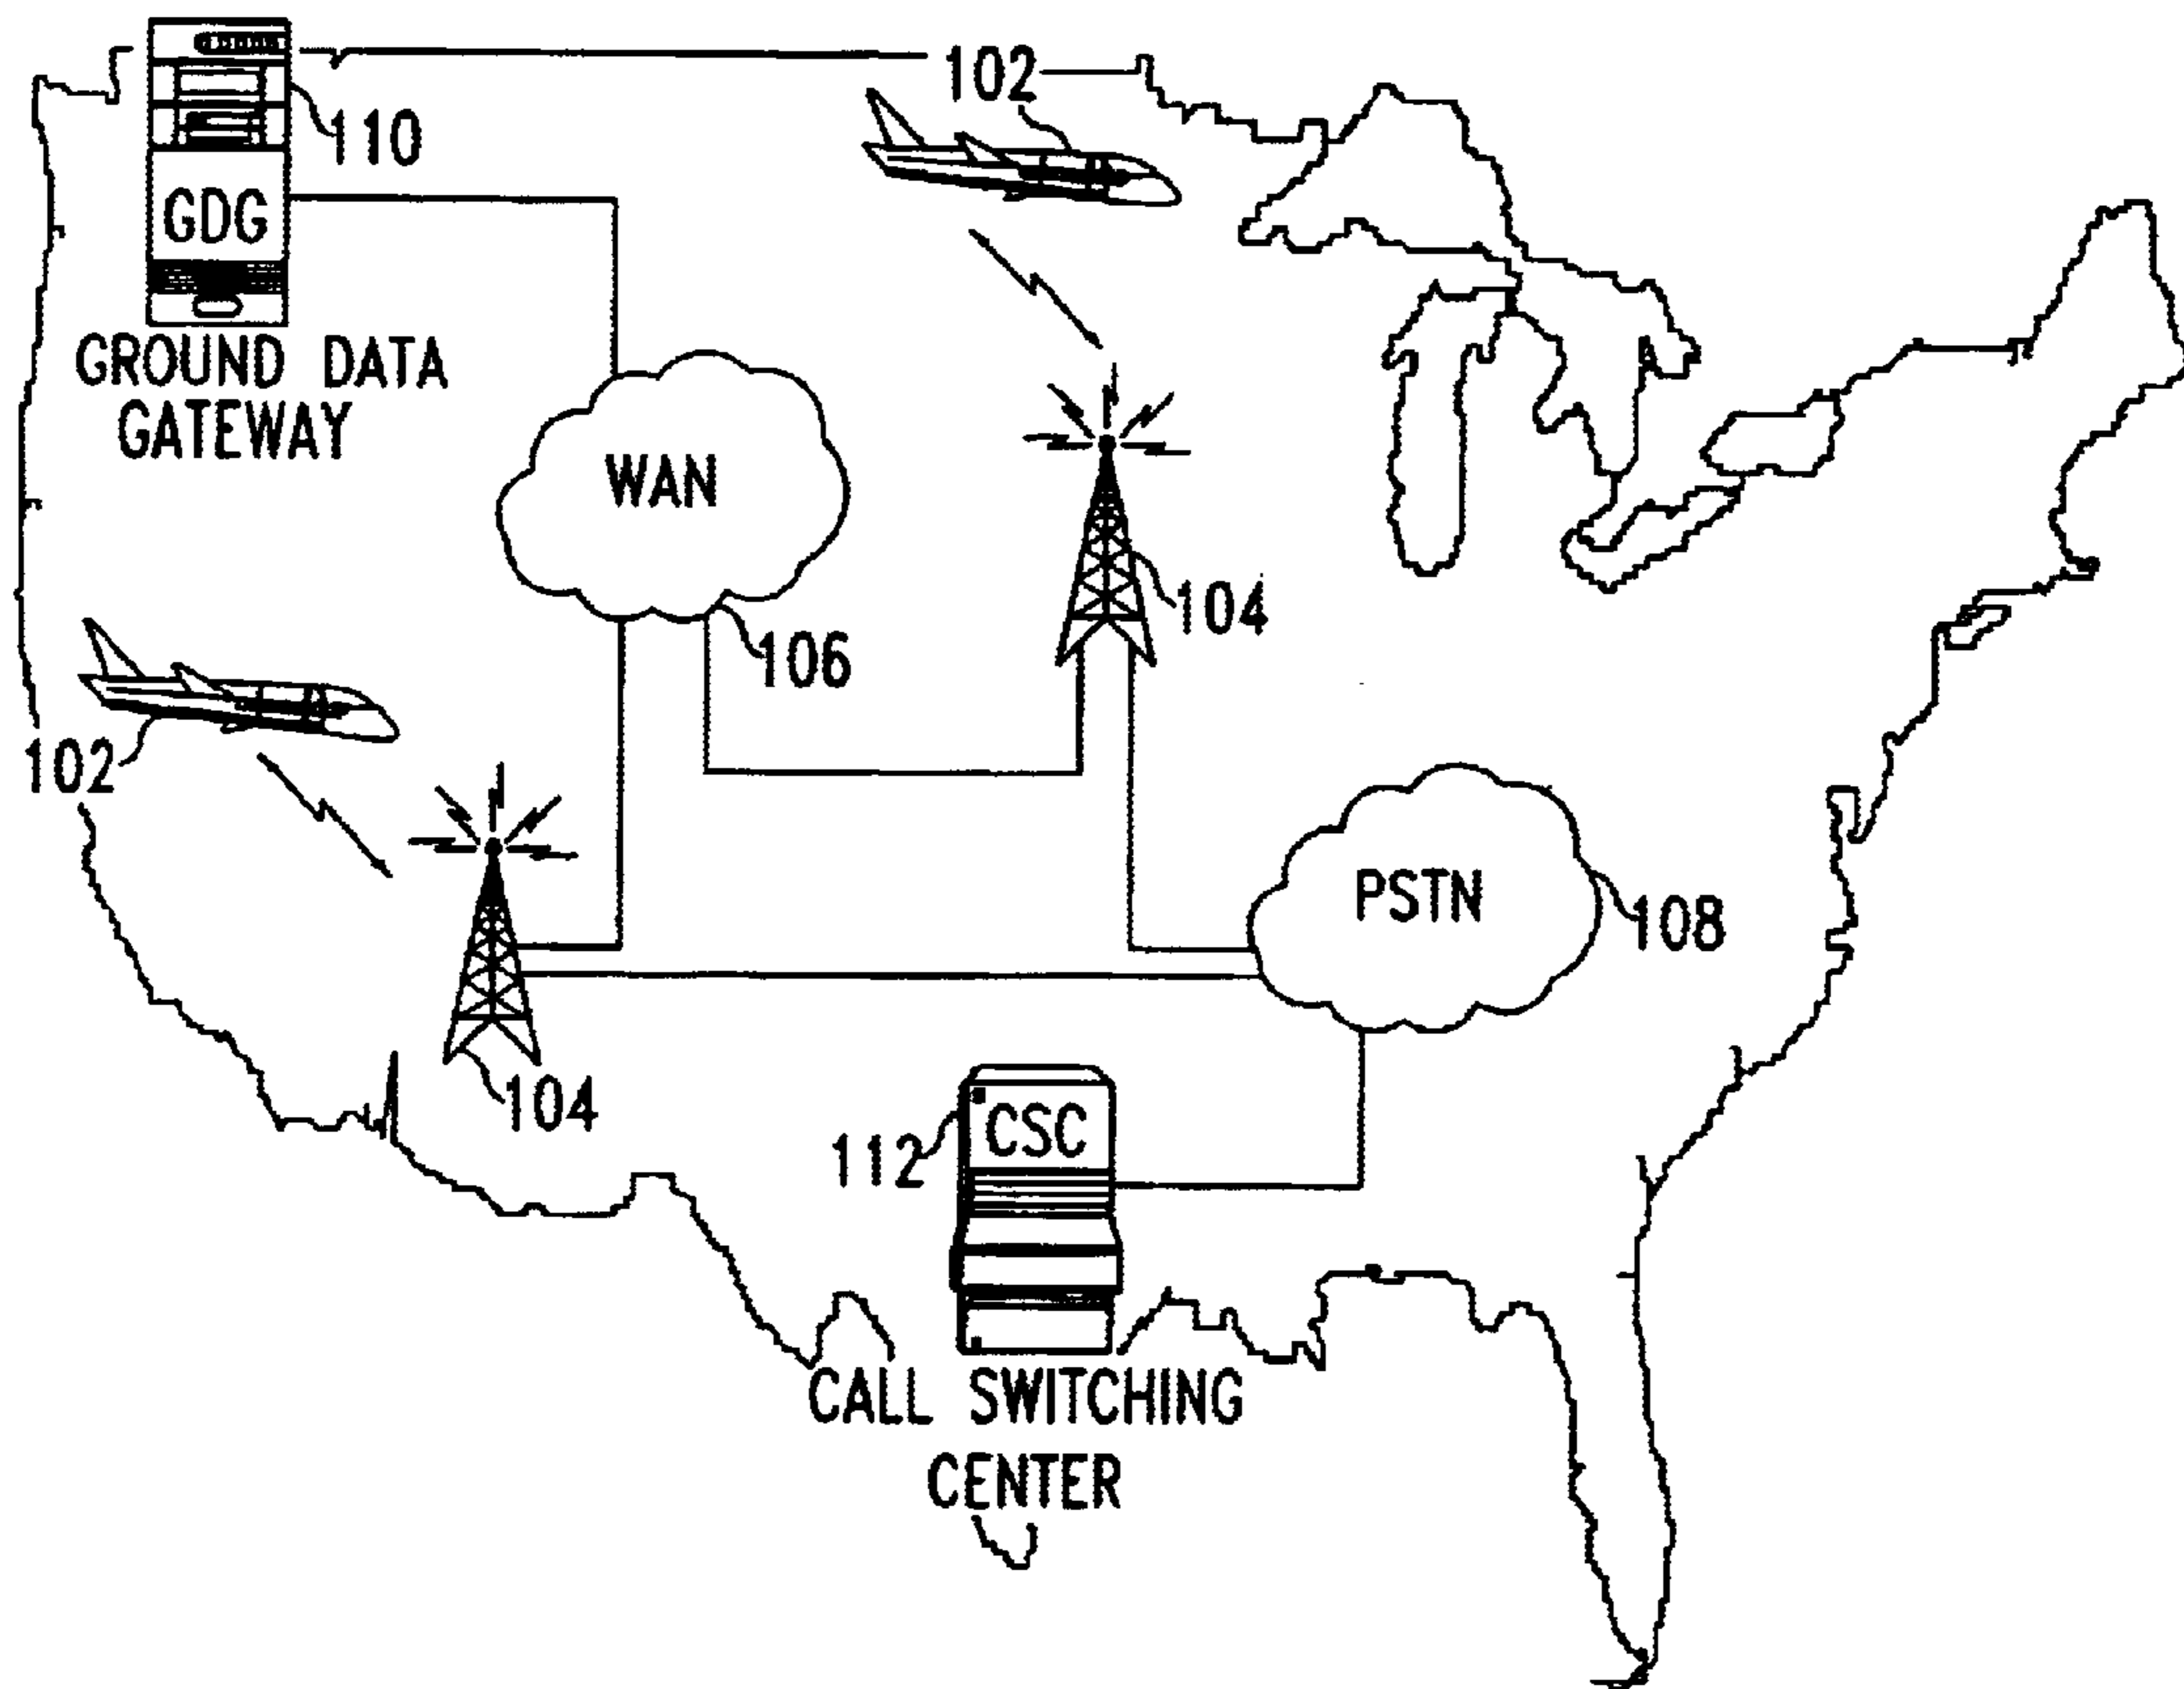 102
110
GDG
GROUND DATA
GATEWAY
WAN
104
106
102
PSTN
108
104
112
CSC
CALL SWITCHING
CENTER